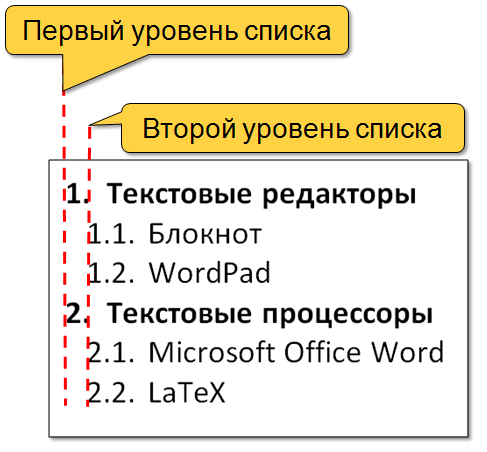 Первый уровень списка
Второй уровень списка
1. Текстовые редакторы
1.1. Блокнот
1.2. WordPad
2. Текстовые процессоры
2.1. Microsoft Office Word
2.2. LaTeX